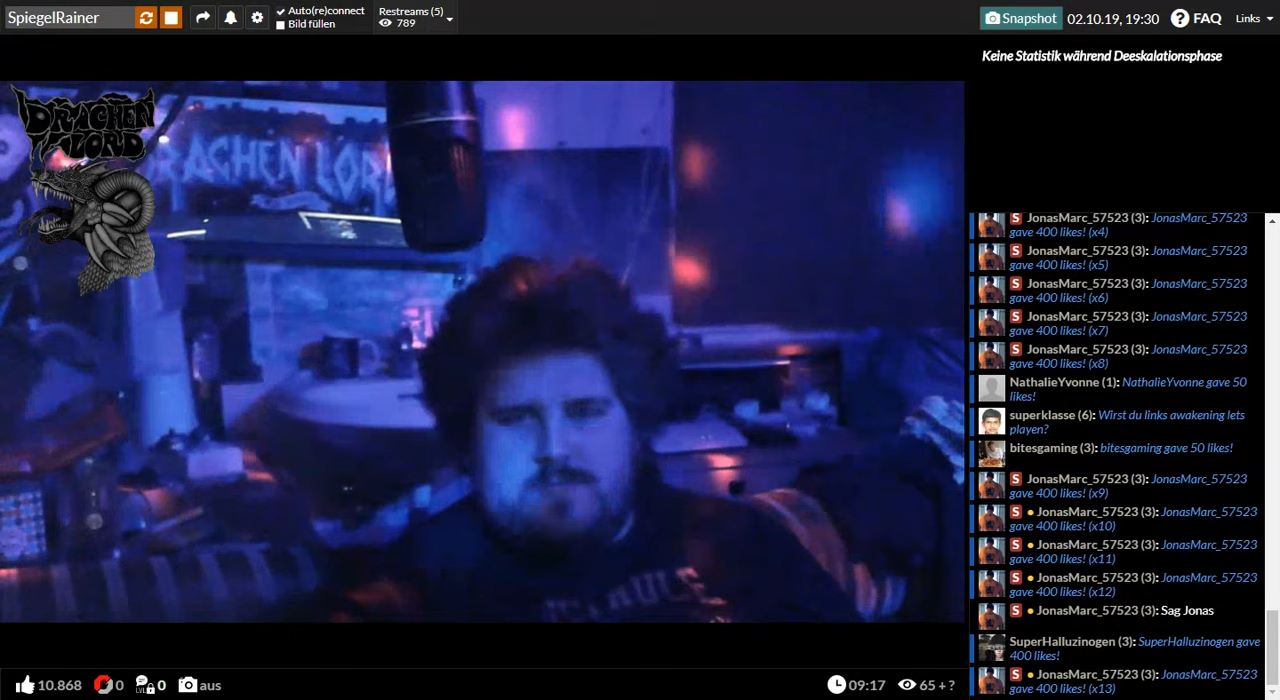 SpiegelRainer
Auto(re)connect
Bild füllen
Restreams (5)
789
Snapshot
02.10.19, 19:30
? FAQ
Links
Keine Statistik während Deeskalationsphase
DRACHEN
LORD
DRACHEN LORD
S JonasMarc_57523 (3): JonasMarc_57523
gave 400 likes! (x4)
S JonasMarc_57523 (3): JonasMarc_57523
gave 400 likes! (x5)
S JonasMarc_57523 (3): JonasMarc_57523
gave 400 likes! (x6)
S JonasMarc_57523 (3): JonasMarc_57523
gave 400 likes! (x7)
S JonasMarc_57523 (3): JonasMarc_57523
gave 400 likes! (x8)
NathalieYvonne (1): NathalieYvonne gave 50
likes!
superklasse (6): Wirst du links awakening lets
playen?
bitesgaming (3): bitesgaming gave 50 likes!
S JonasMarc_57523 (3): JonasMarc_57523
gave 400 likes! (x9)
S JonasMarc_57523 (3): JonasMarc_57523
gave 400 likes! (x10)
S JonasMarc_57523 (3): JonasMarc_57523
gave 400 likes! (x11)
S JonasMarc_57523 (3): JonasMarc_57523
gave 400 likes! (x12)
S JonasMarc_57523 (3): Sag Jonas
SuperHalluzinogen (3): SuperHalluzinogen gave
400 likes!
S JonasMarc_57523 (3): JonasMarc_57523
gave 400 likes! (x13)
10.868
0
0
aus
09:17
65 + ?